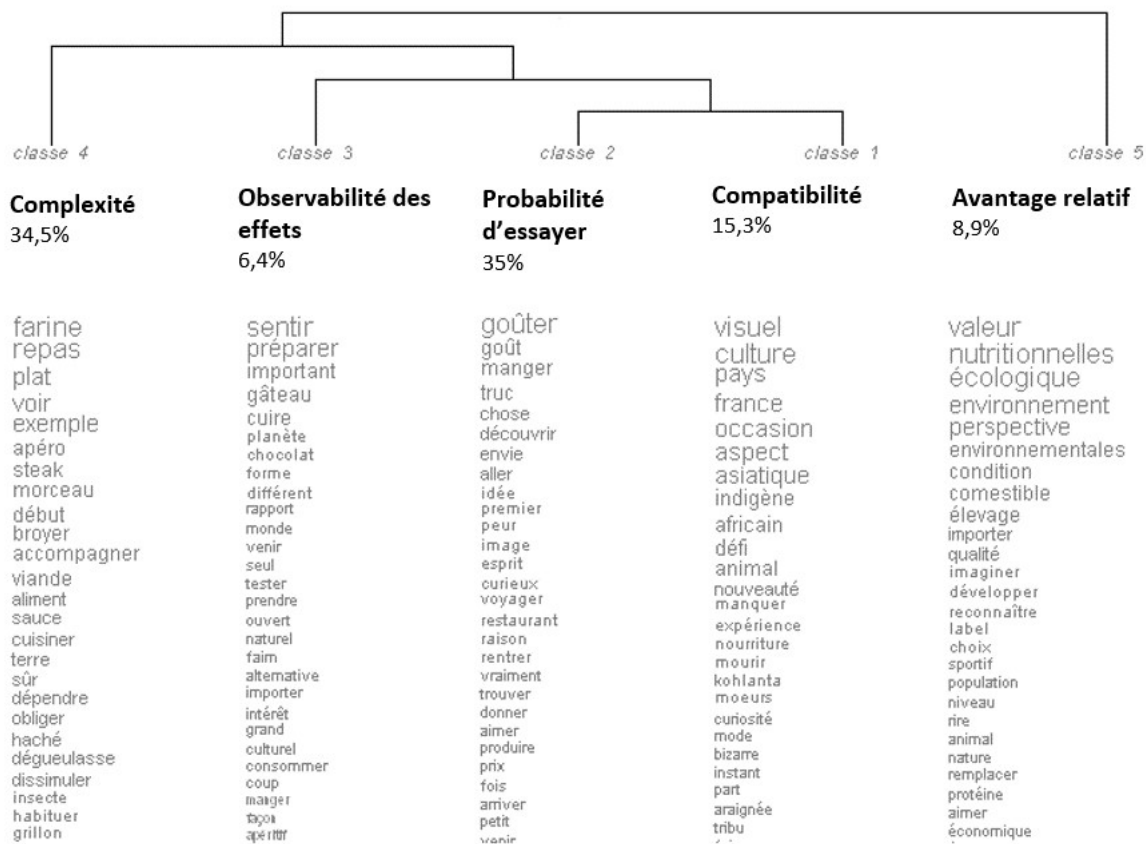 classe 4
classe 3
classe 2
classe 1
classe 5
Complexité
34,5%
Observabilité des
effets
6,4%
Probabilité
d’essayer
35%
Compatibilité
15,3%
Avantage relatif
8,9%
farine
repas
plat
voir
exemple
apéro
steak
morceau
début
broyer
accompagner
viande
aliment
sauce
cuisiner
terre
sûr
dépendre
obliger
haché
dégueulasse
dissimuler
insecte
habituer
grillon
sentir
préparer
important
gâteau
cuire
planète
chocolat
forme
différent
rapport
monde
venir
seul
tester
prendre
ouvert
naturel
faim
alternative
importer
intérêt
grand
culturel
consommer
coup
manger
façon
apéritif
goûter
goût
manger
truc
chose
découvrir
envie
aller
idée
premier
peur
image
esprit
curieux
voyager
restaurant
raison
rentrer
vraiment
trouver
donner
aimer
produire
prix
fois
arriver
petit
venir
visuel
culture
pays
france
occasion
aspect
asiatique
indigène
africain
défi
animal
nouveauté
manquer
expérience
nourriture
mourir
kohlanta
moeurs
curiosité
mode
bizarre
instant
part
araignée
tribu
valeur
nutritionnelles
écologique
environnement
perspective
environnementales
condition
comestible
élevage
importer
qualité
imaginer
développer
reconnaître
label
choix
sportif
population
niveau
rire
animal
nature
remplacer
protéine
aimer
économique